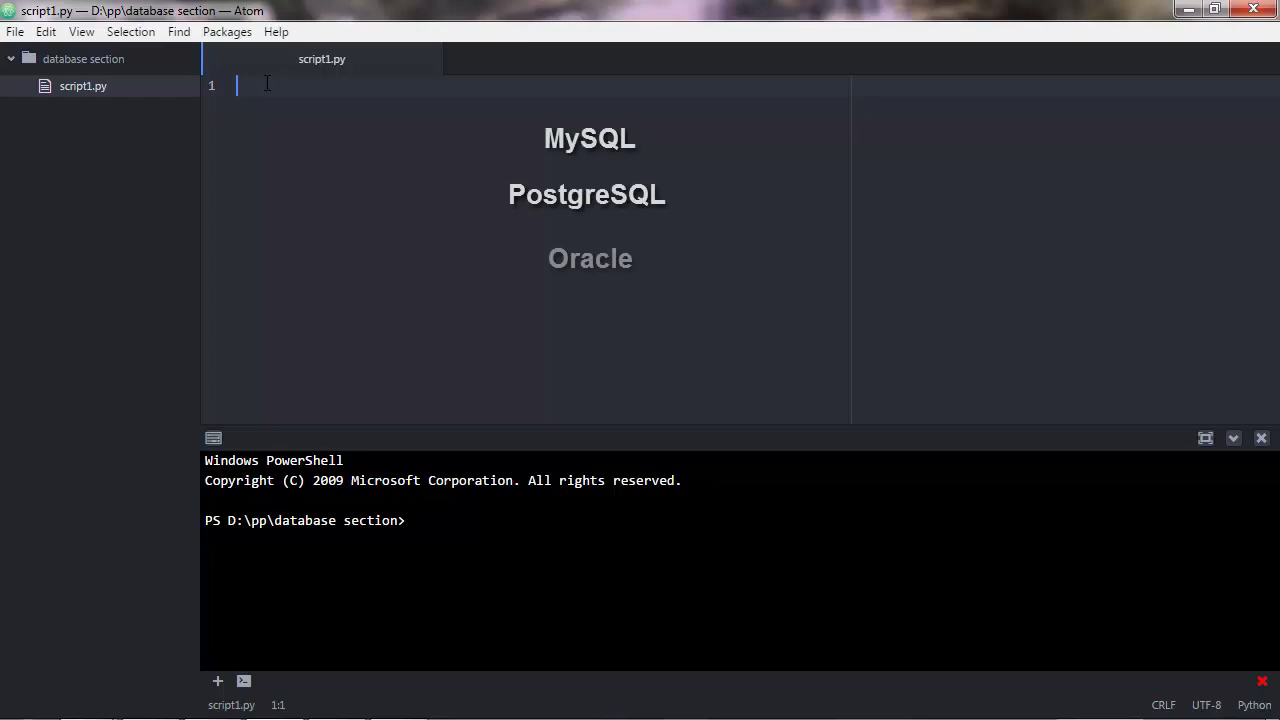 script1.py — D:\pp\database section — Atom
File Edit View Selection Find Packages Help
database section
script1.py
script1.py
1
MySQL
PostgreSQL
Oracle
Windows PowerShell
Copyright (C) 2009 Microsoft Corporation. All rights reserved.
PS D:\pp\database section>
script1.py 1:1 CRLF UTF-8 Python